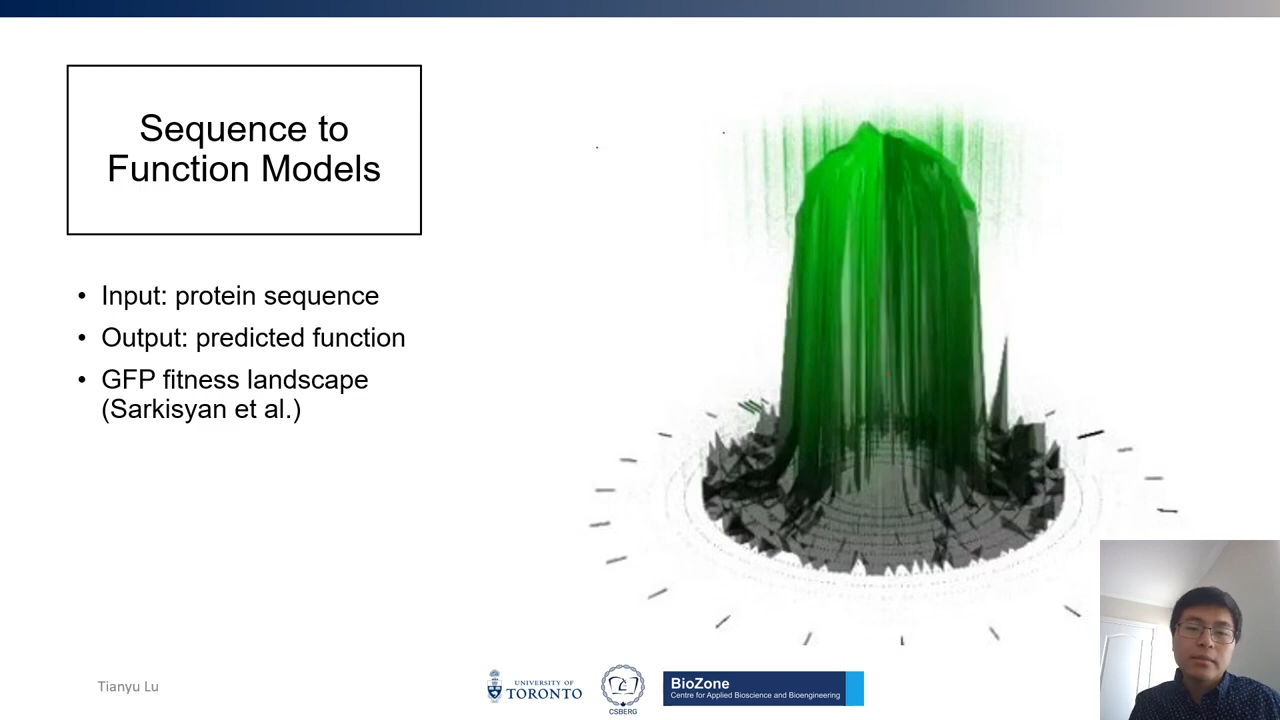 Sequence to
Function Models
• Input: protein sequence
• Output: predicted function
• GFP fitness landscape
(Sarkisyan et al.)
Tianyu Lu
UNIVERSITY OF
TORONTO
CSBERG
BioZone
Centre for Applied Bioscience and Bioengineering